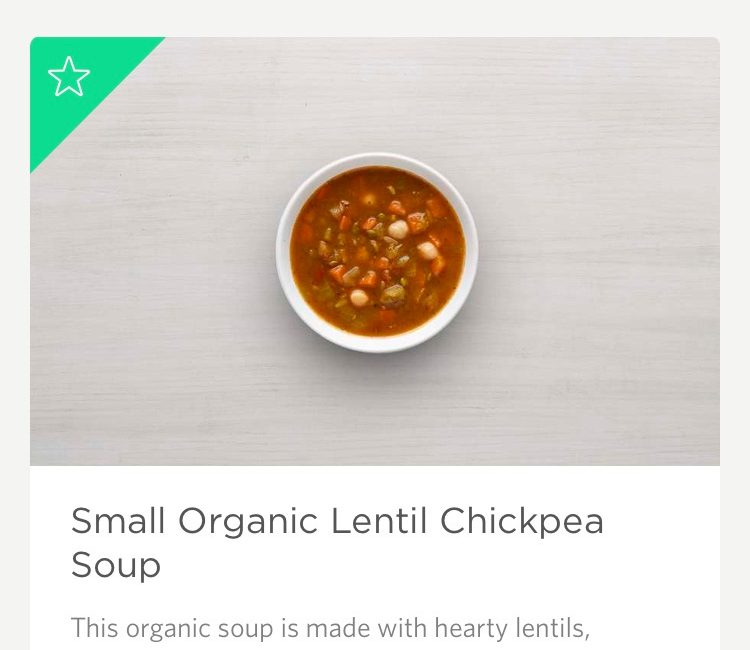 Small Organic Lentil Chickpea
Soup
This organic soup is made with hearty lentils,